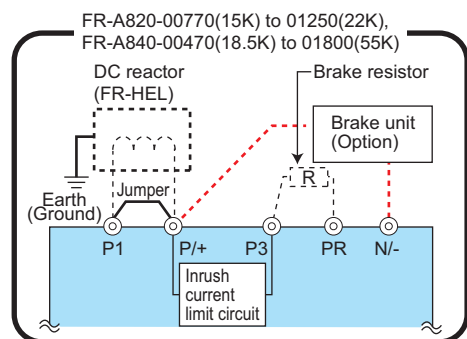 FR-A820-00770(15K) to 01250(22K),
FR-A840-00470(18.5K) to 01800(55K)
DC reactor
(FR-HEL)
Brake resistor
Brake unit
(Option)
R
Earth
(Ground)
Jumper
P1
P/+
P3
PR
N/-
Inrush
current
limit circuit